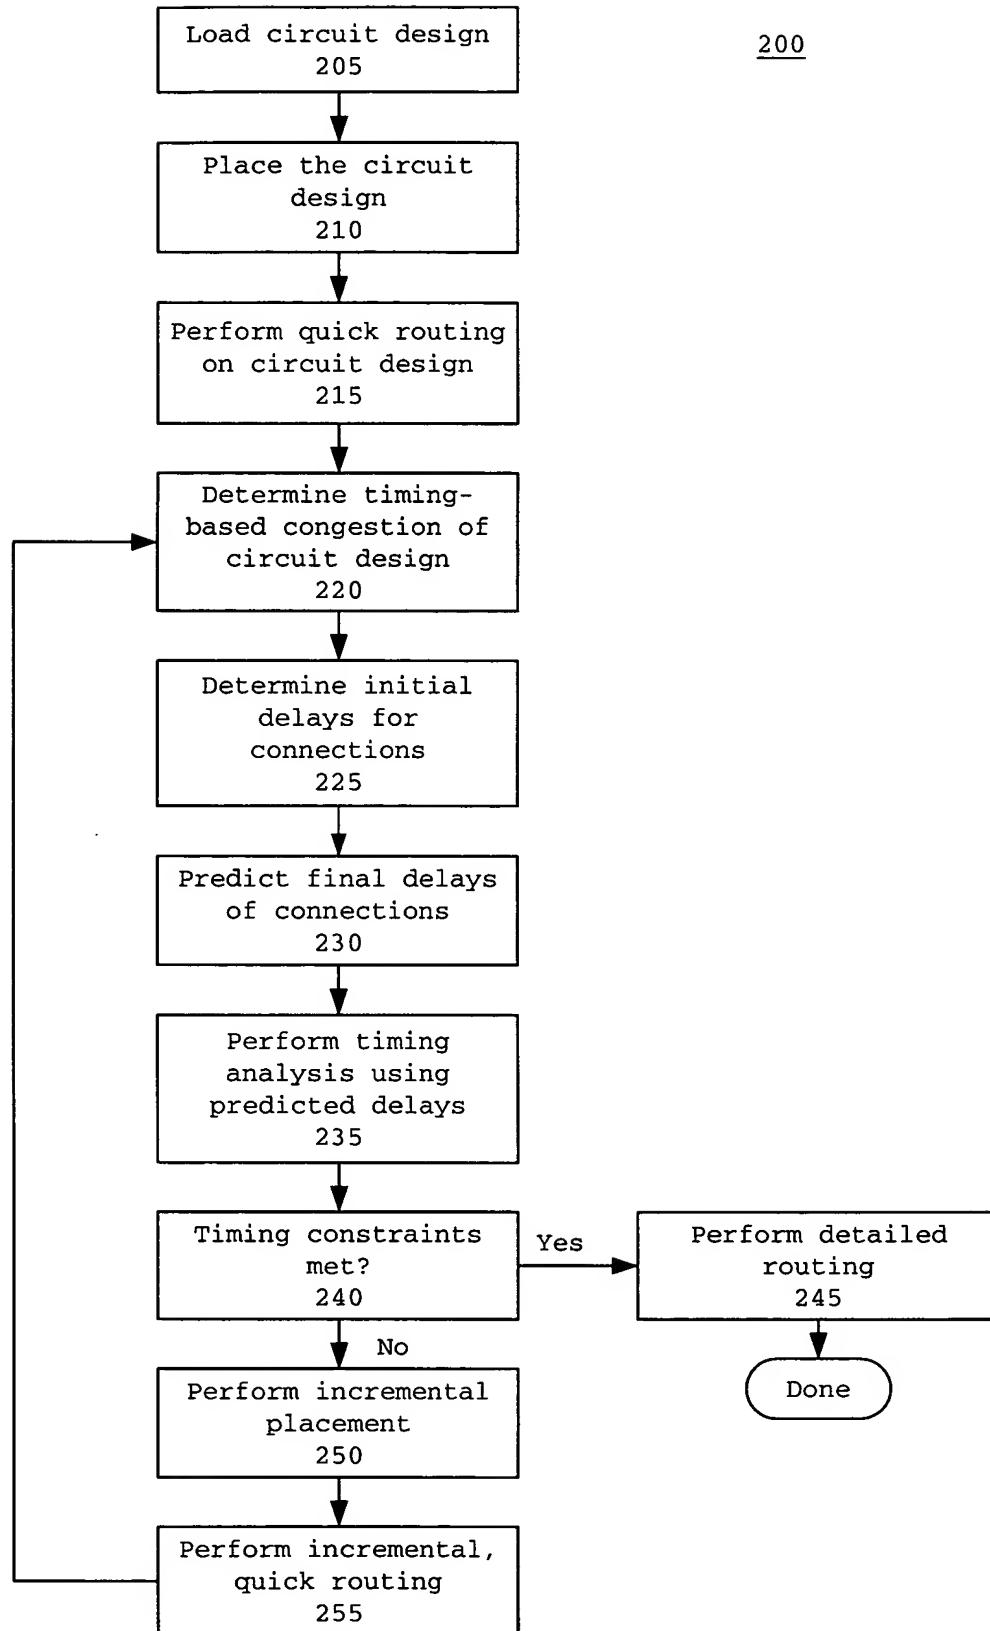 200
Load circuit design
205
Place the circuit
design
210
Perform quick routing
on circuit design
215
Determine timing-
based congestion of
circuit design
220
Determine initial
delays for
connections
225
Predict final delays
of connections
230
Perform timing
analysis using
predicted delays
235
Timing constraints
met?
240
Yes
Perform detailed
routing
245
Done
No
Perform incremental
placement
250
Perform incremental,
quick routing
255